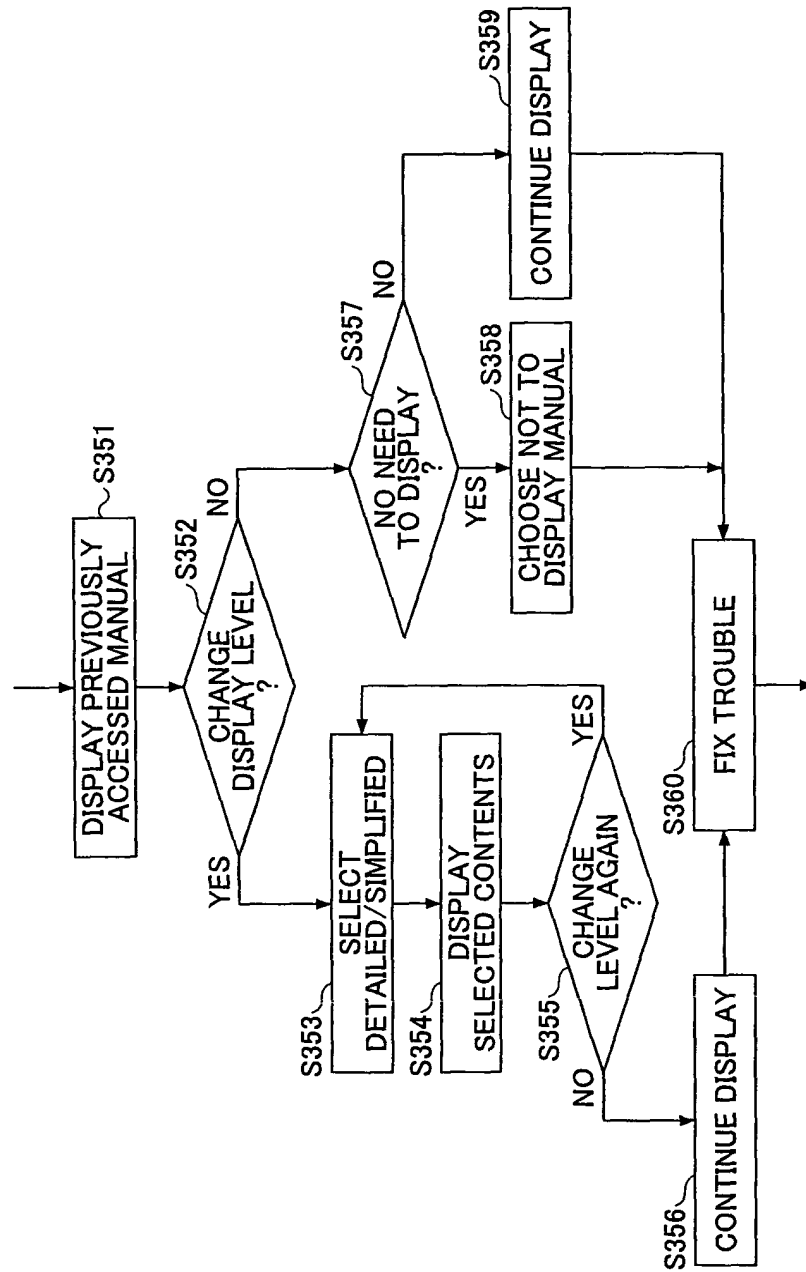 S351
DISPLAY PREVIOUSLY
ACCESSED MANUAL
S352
CHANGE
DISPLAY LEVEL
?
YES
NO
S353
SELECT
DETAILED/SIMPLIFIED
S354
DISPLAY
SELECTED CONTENTS
S355
CHANGE
LEVEL AGAIN
?
YES
NO
S356
CONTINUE DISPLAY
S357
NO NEED
TO DISPLAY
?
NO
YES
S358
CHOOSE NOT TO
DISPLAY MANUAL
S359
CONTINUE DISPLAY
S360
FIX TROUBLE